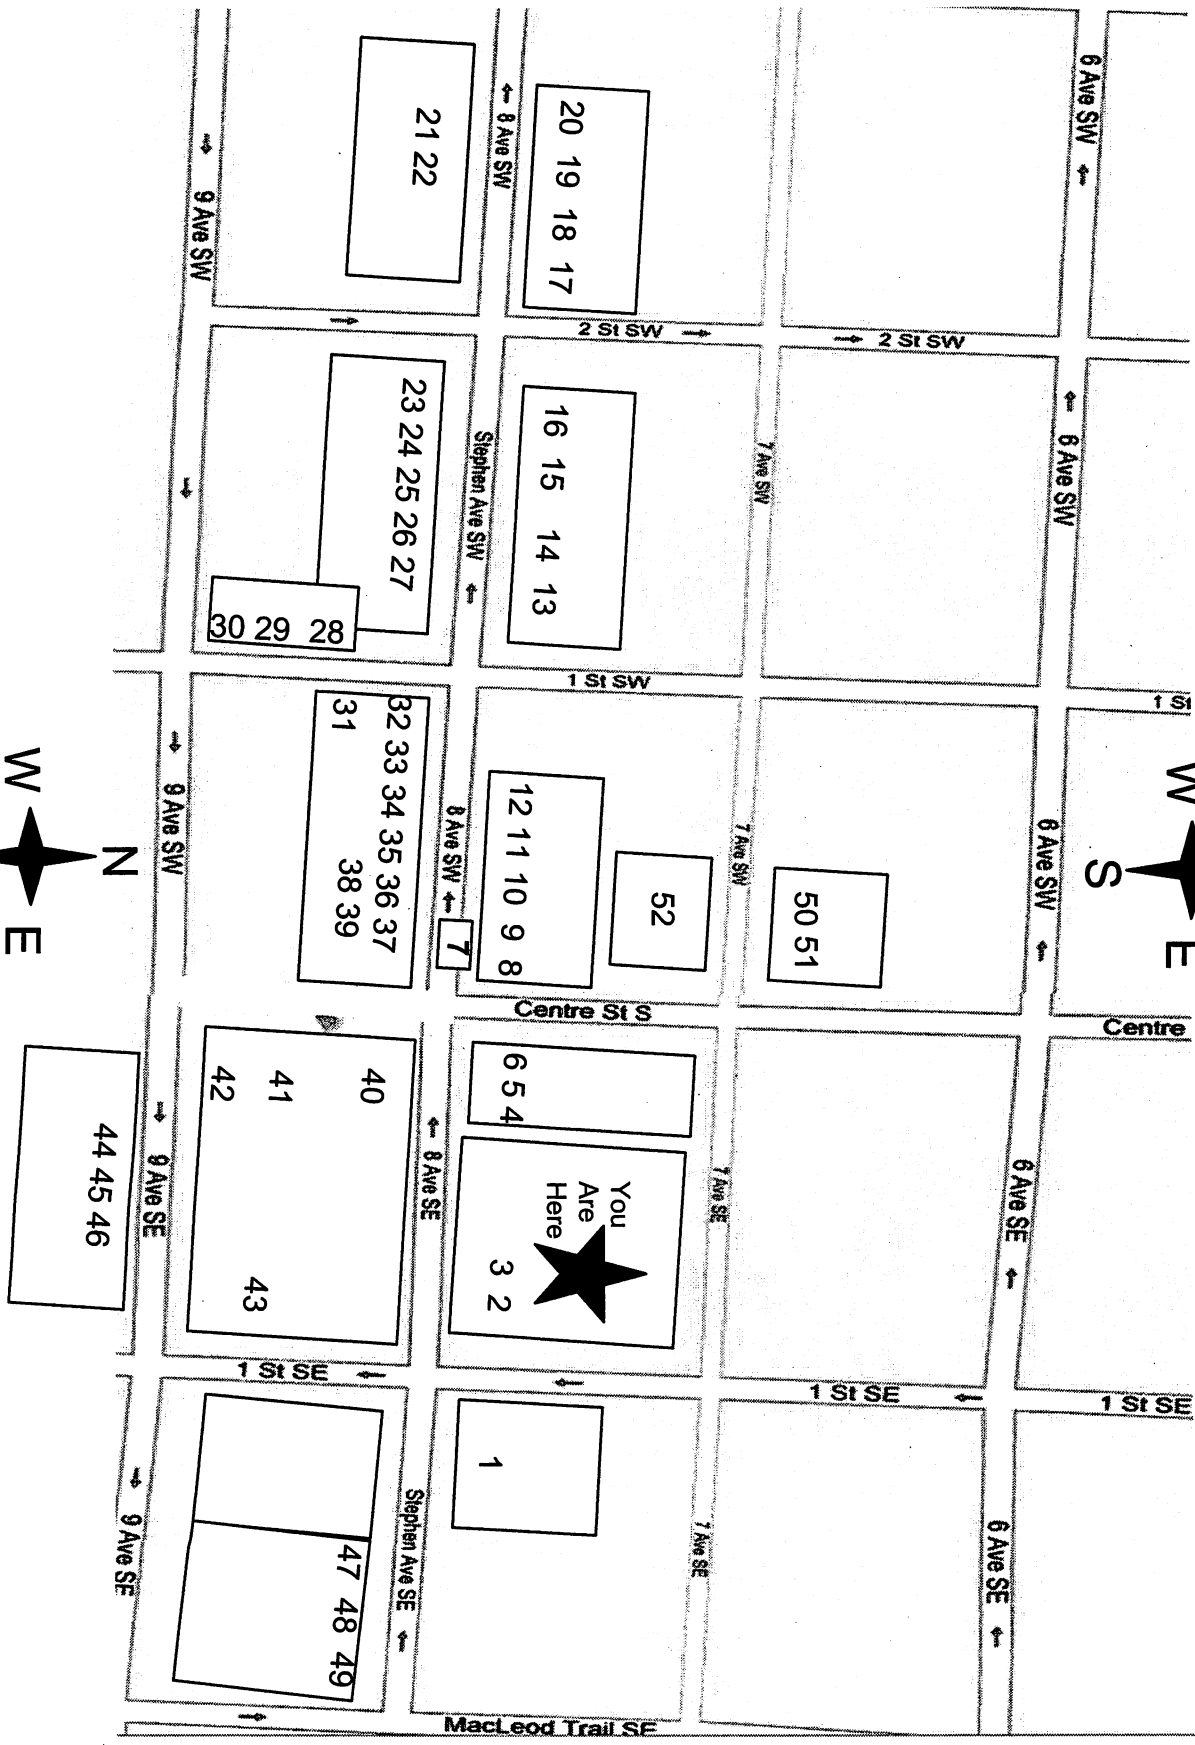 6 Ave SW
6 Ave SW
6 Ave SW
6 Ave SE
6 Ave SE
W
S
E
1 St
Centre
1 St SE
2 St SW
1 St SE
50 51
7 Ave SW
7 Ave SW
7 Ave SE
7 Ave SE
20 19 18 17
2 St SW
16 15 14 13
1 St SW
52
12 11 10 9 8
Centre St S
6 5 4
You
Are
Here
3 2
1
MacLeod Trail SE
8 Ave SW
Stephen Ave SW
8 Ave SW
7
8 Ave SE
Stephen Ave SE
21 22
23 24 25 26 27
30 29 28
32 33 34 35 36 37
31
38 39
40
41
42
43
1 St SE
47 48 49
9 Ave SW
9 Ave SW
9 Ave SE
9 Ave SE
44 45 46
N
W
E